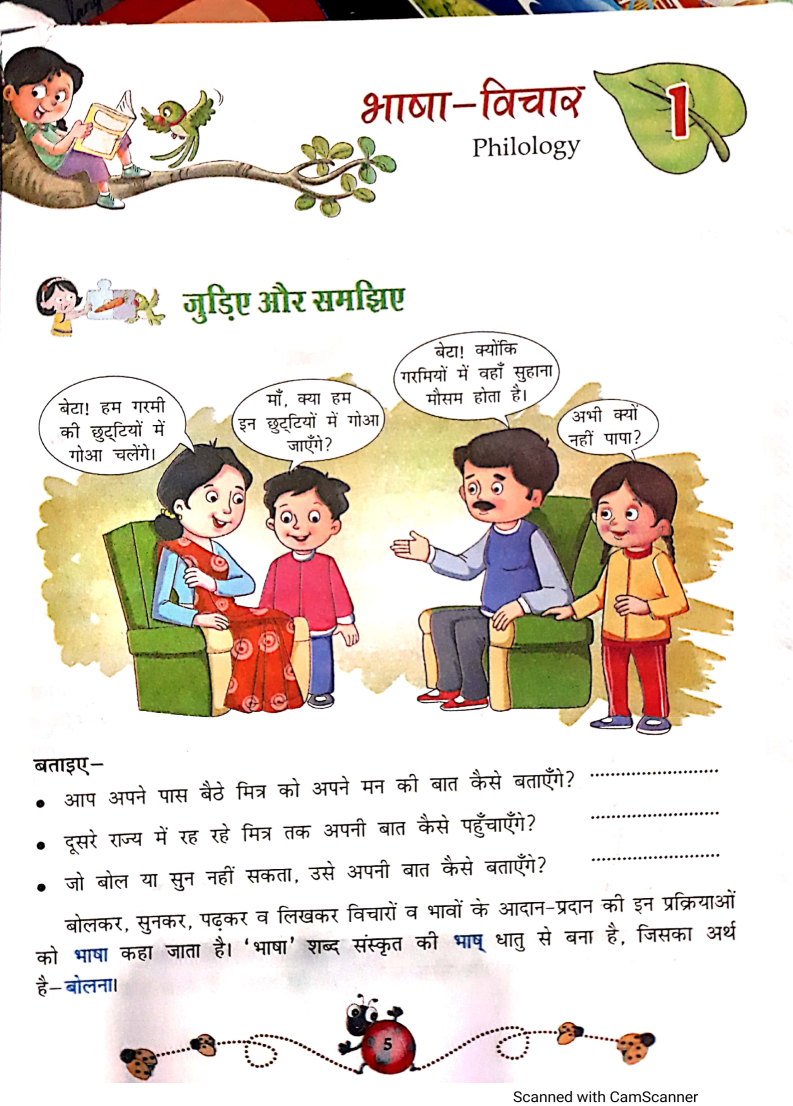 भाषा–विचार
1
Philology
जुड़िए और समझिए
बेटा! हम गरमी
की छुट्टियों में
गोआ चलेंगे।
माँ, क्या हम
इन छुट्टियों में गोआ
जाएँगे?
बेटा! क्योंकि
गरमियों में वहाँ सुहाना
मौसम होता है।
अभी क्यों
नहीं पापा?
बताइए–
• आप अपने पास बैठे मित्र को अपने मन की बात कैसे बताएँगे? ................................
• दूसरे राज्य में रह रहे मित्र तक अपनी बात कैसे पहुँचाएँगे? ................................
• जो बोल या सुन नहीं सकता, उसे अपनी बात कैसे बताएँगे? ................................
बोलकर, सुनकर, पढ़कर व लिखकर विचारों व भावों के आदान-प्रदान की इन प्रक्रियाओं
को भाषा कहा जाता है। ‘भाषा’ शब्द संस्कृत की भाष् धातु से बना है, जिसका अर्थ
है–बोलना।
5
Scanned with CamScanner